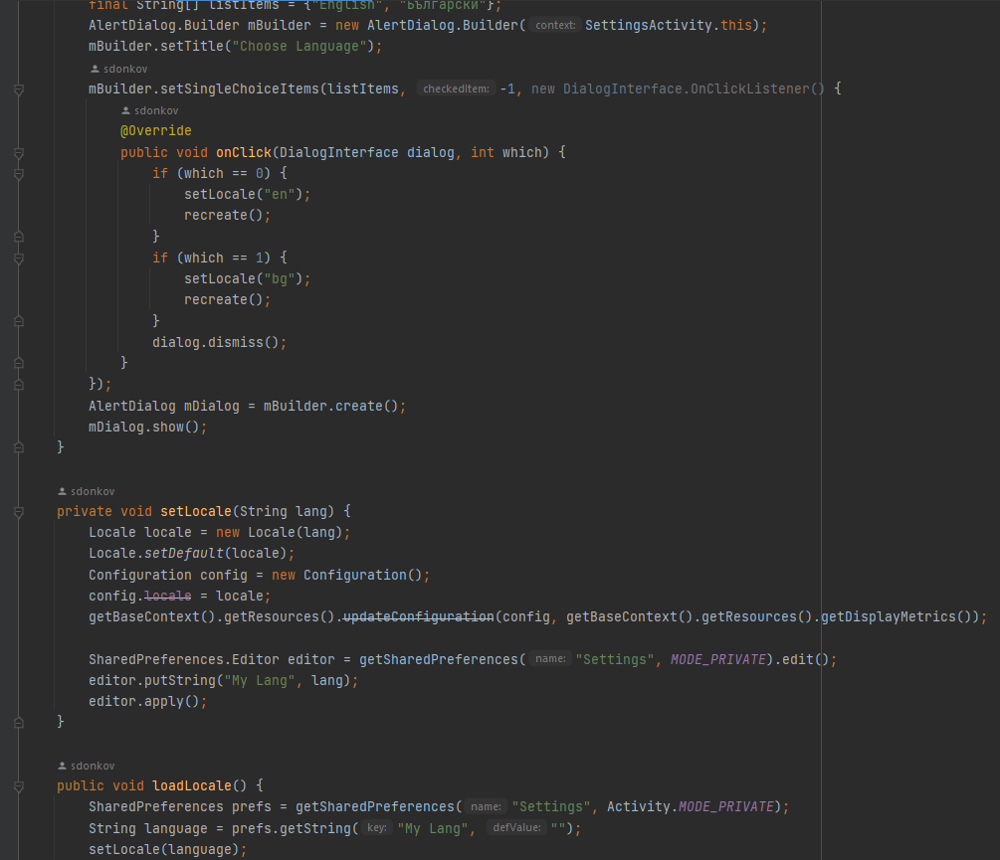 final String[] listItems = {"English", "Български"};
AlertDialog.Builder mBuilder = new AlertDialog.Builder( context: SettingsActivity.this);
mBuilder.setTitle("Choose Language");
sdonkov
mBuilder.setSingleChoiceItems(listItems, checkedItem: -1, new DialogInterface.OnClickListener() {
sdonkov
@Override
public void onClick(DialogInterface dialog, int which) {
if (which == 0) {
setLocale("en");
recreate();
}
if (which == 1) {
setLocale("bg");
recreate();
}
dialog.dismiss();
}
});
AlertDialog mDialog = mBuilder.create();
mDialog.show();
}
sdonkov
private void setLocale(String lang) {
Locale locale = new Locale(lang);
Locale.setDefault(locale);
Configuration config = new Configuration();
config.locale = locale;
getBaseContext().getResources().updateConfiguration(config, getBaseContext().getResources().getDisplayMetrics());
SharedPreferences.Editor editor = getSharedPreferences( name: "Settings", MODE_PRIVATE).edit();
editor.putString("My Lang", lang);
editor.apply();
}
sdonkov
public void loadLocale() {
SharedPreferences prefs = getSharedPreferences( name: "Settings", Activity.MODE_PRIVATE);
String language = prefs.getString( key: "My Lang", defValue: "");
setLocale(language);